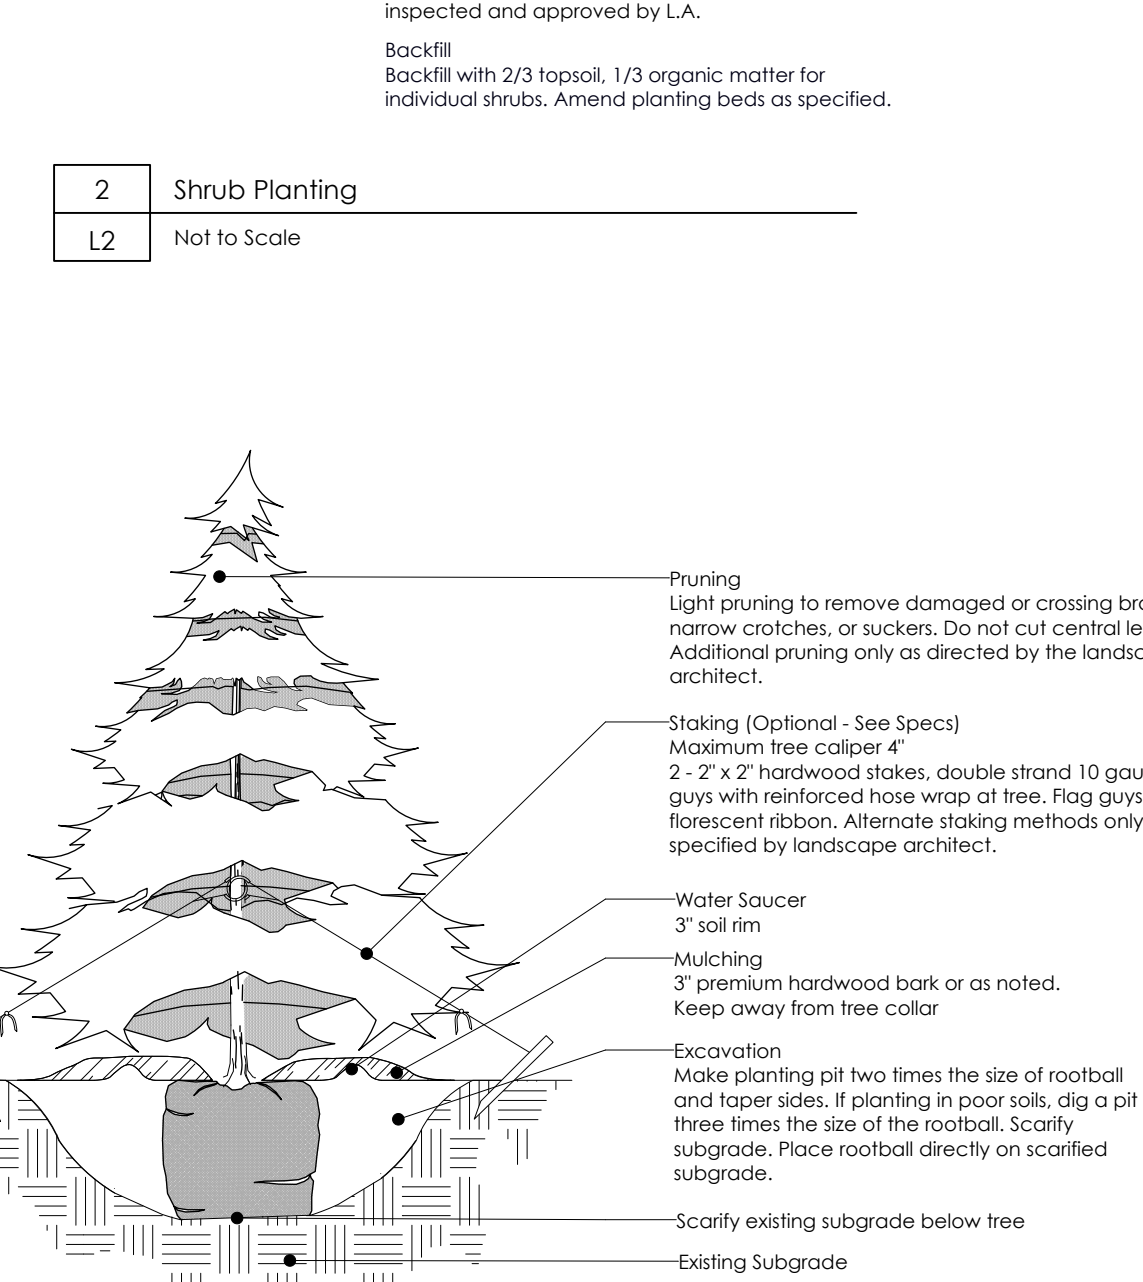 inspected and approved by L.A.
Backfill
Backfill with 2/3 topsoil, 1/3 organic matter for
individual shrubs. Amend planting beds as specified.
2
Shrub Planting
L2
Not to Scale
Pruning
Light pruning to remove damaged or crossing
narrow crotches, or suckers. Do not cut central
Additional pruning only as directed by the
architect.
Staking (Optional - See Specs)
Maximum tree caliper 4"
2 - 2" x 2" hardwood stakes, double strand 10
guys with reinforced hose wrap at tree. Flag guys
florescent ribbon. Alternate staking methods only
specified by landscape architect.
Water Saucer
3" soil rim
Mulching
3" premium hardwood bark or as noted.
Keep away from tree collar
Excavation
Make planting pit two times the size of rootball
and taper sides. If planting in poor soils, dig a pit
three times the size of the rootball. Scarify
subgrade. Place rootball directly on scarified
subgrade.
Scarify existing subgrade below tree
Existing Subgrade